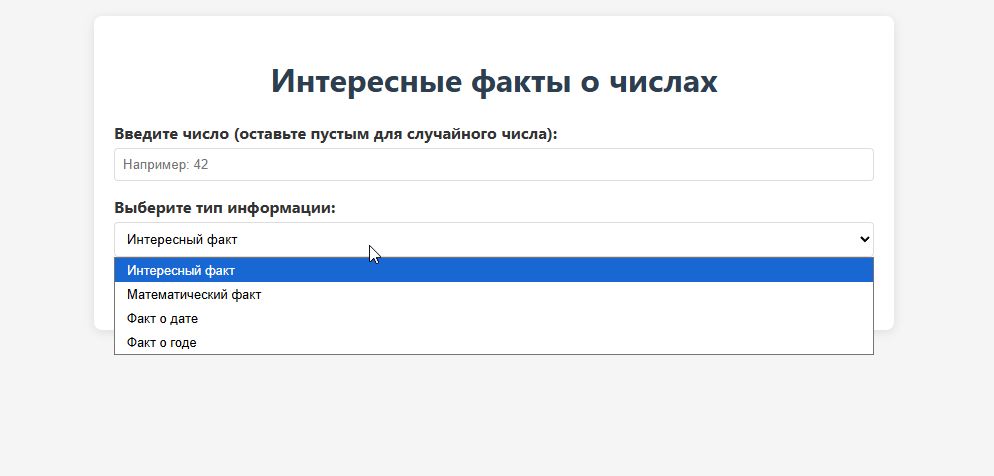 Интересные факты о числах
Введите число (оставьте пустым для случайного числа):
Например: 42
Выберите тип информации:
Интересный факт
Интересный факт
Математический факт
Факт о дате
Факт о годе